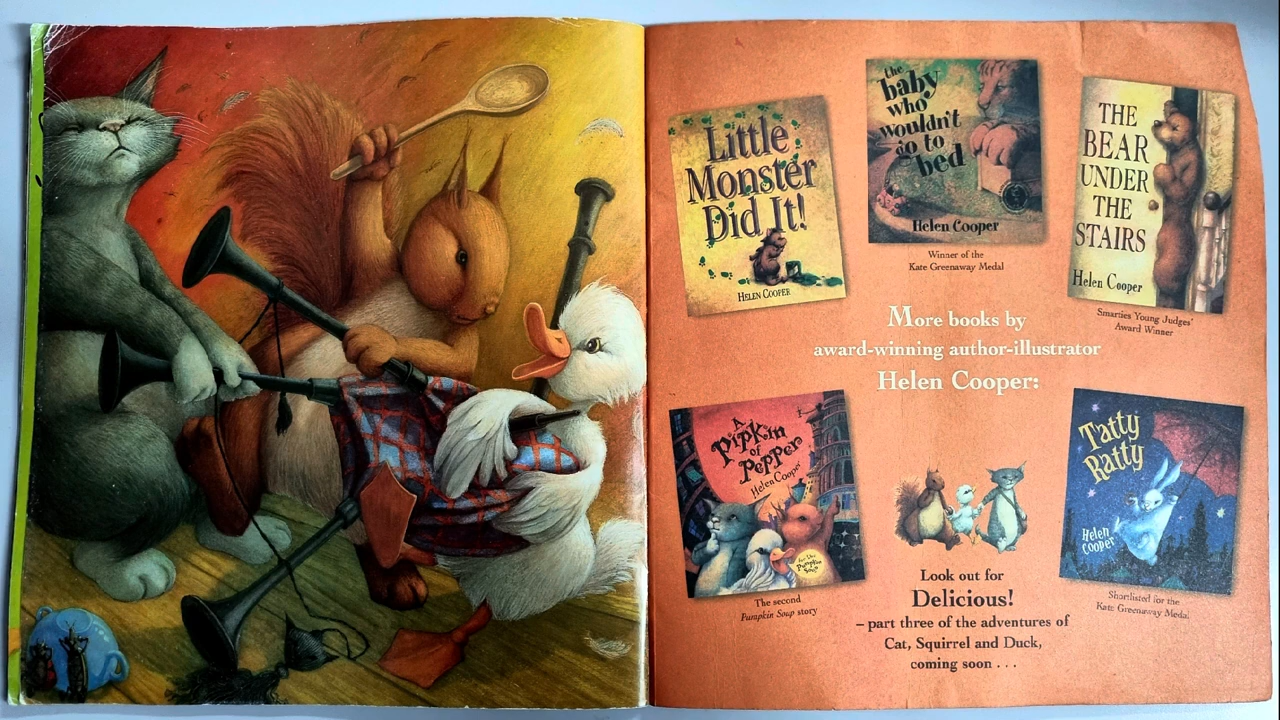 Little
Monster
Did It!
HELEN COOPER
the
baby
who
wouldn't
go to
bed
Helen Cooper
Winner of the
Kate Greenaway Medal
THE
BEAR
UNDER
THE
STAIRS
Helen Cooper
Smarties Young Judges'
Award Winner
More books by
award-winning author-illustrator
Helen Cooper:
A
Pipkin
of
Pepper
Helen Cooper
for the
Pumpkin Soup
The second
Pumpkin Soup story
Tatty
Ratty
Helen
Cooper
Shortlisted for the
Kate Greenaway Medal
Look out for
Delicious!
– part three of the adventures of
Cat, Squirrel and Duck,
coming soon . . .